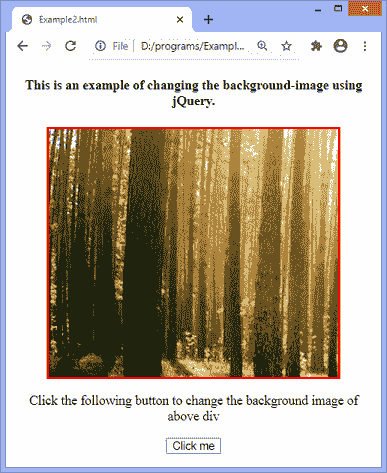 Example2.html
File
D:/programs/Exampl...
This is an example of changing the background-image using
jQuery.
Click the following button to change the background image of
above div
Click me